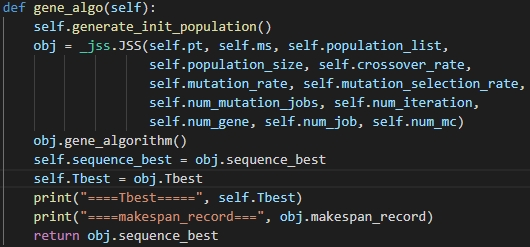 def gene_algo(self):
self.generate_init_population()
obj = _jss.JSS(self.pt, self.ms, self.population_list,
self.population_size, self.crossover_rate,
self.mutation_rate, self.mutation_selection_rate,
self.num_mutation_jobs, self.num_iteration,
self.num_gene, self.num_job, self.num_mc)
obj.gene_algorithm()
self.sequence_best = obj.sequence_best
self.Tbest = obj.Tbest
print("====Tbest=====", self.Tbest)
print("====makespan_record===", obj.makespan_record)
return obj.sequence_best